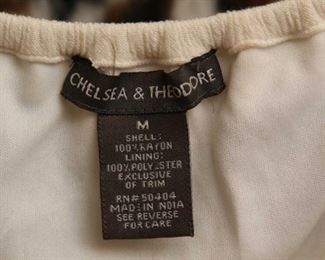 CHELSEA & THEODORE
M
SHELL:
100% RAYON
LINING:
100% POLYESTER
EXCLUSIVE
OF TRIM
RN# 50404
MADE IN INDIA
SEE REVERSE
FOR CARE